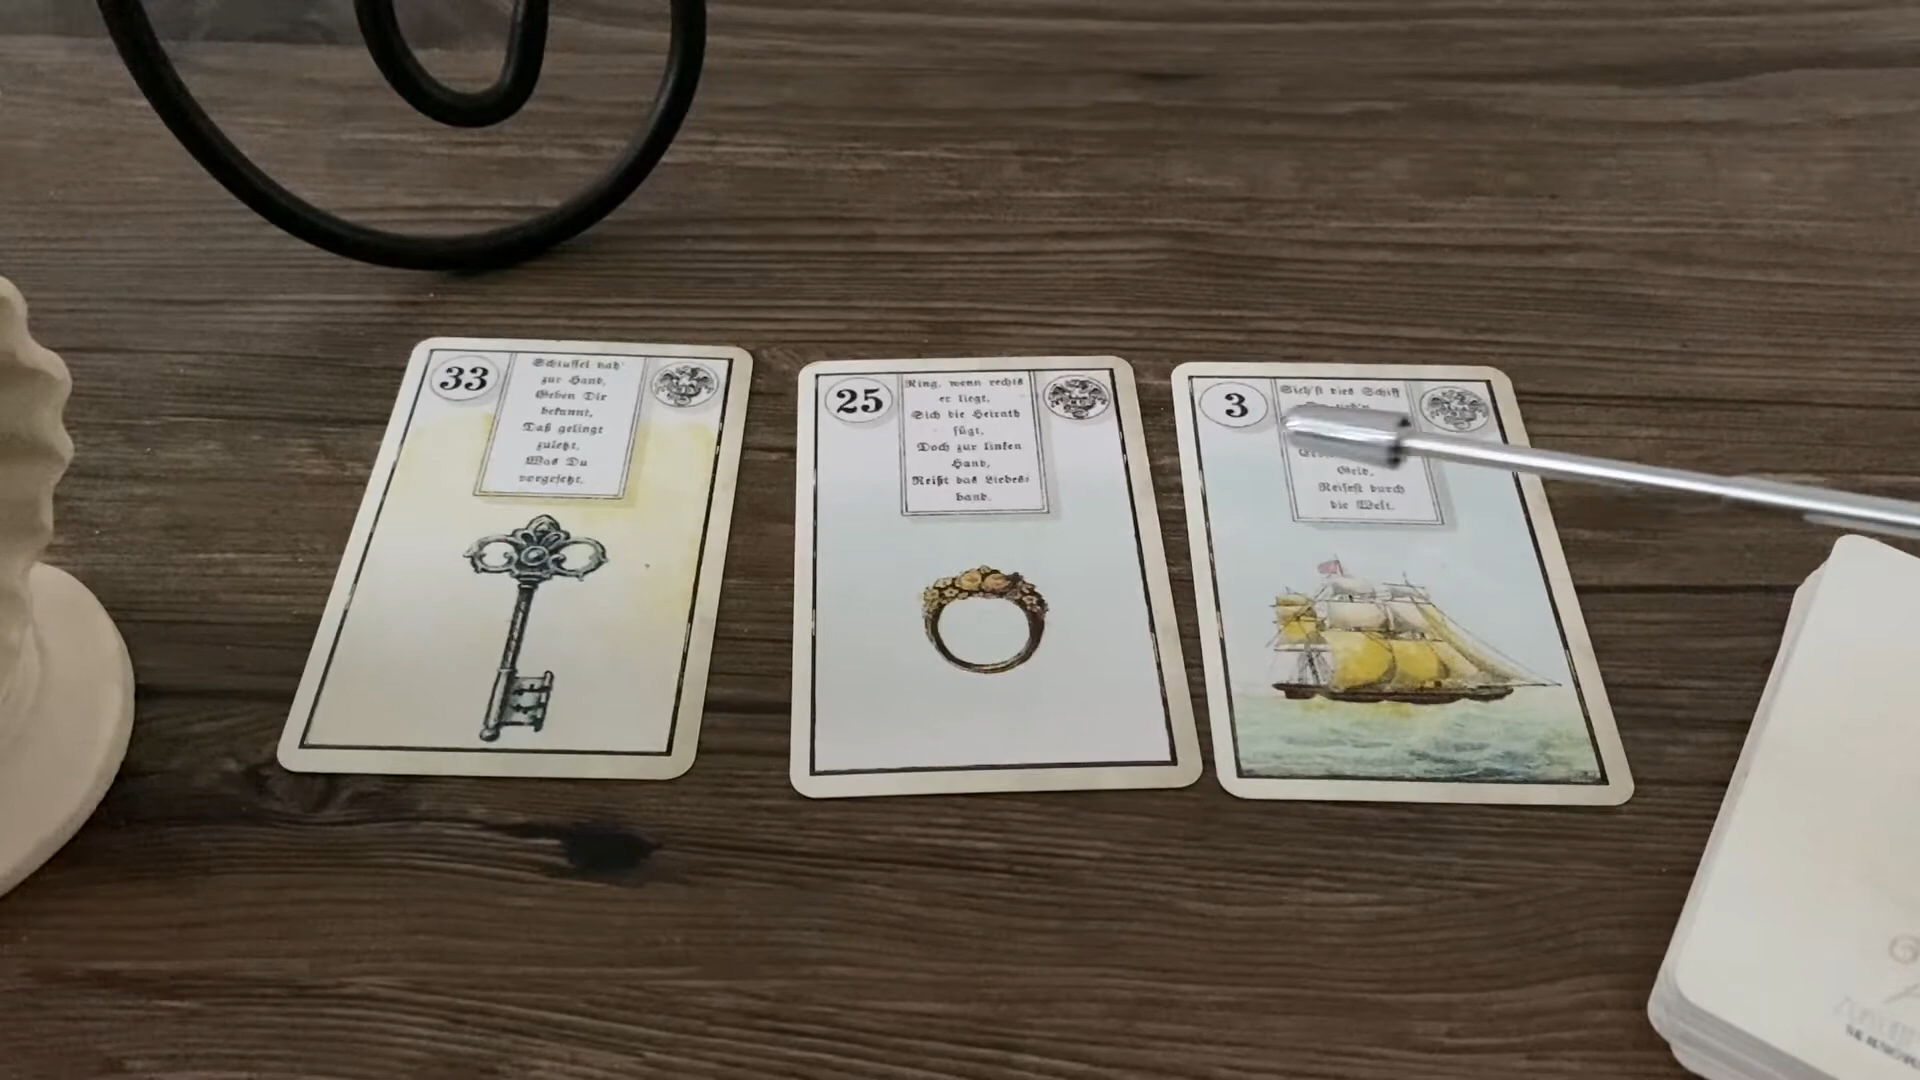 33
Schlüssel nah'
zur Hand,
Geben Dir
bekannt,
Daß gelingt
zuletzt,
Was Du
vorgesetzt.
25
Ring, wenn rechts
er liegt,
Sich die Heirath
fügt,
Doch zur linken
Hand,
Reißt das Liebes=
band.
3
Sieh'st dies Schiff
Geld,
Reisest durch
die Welt.